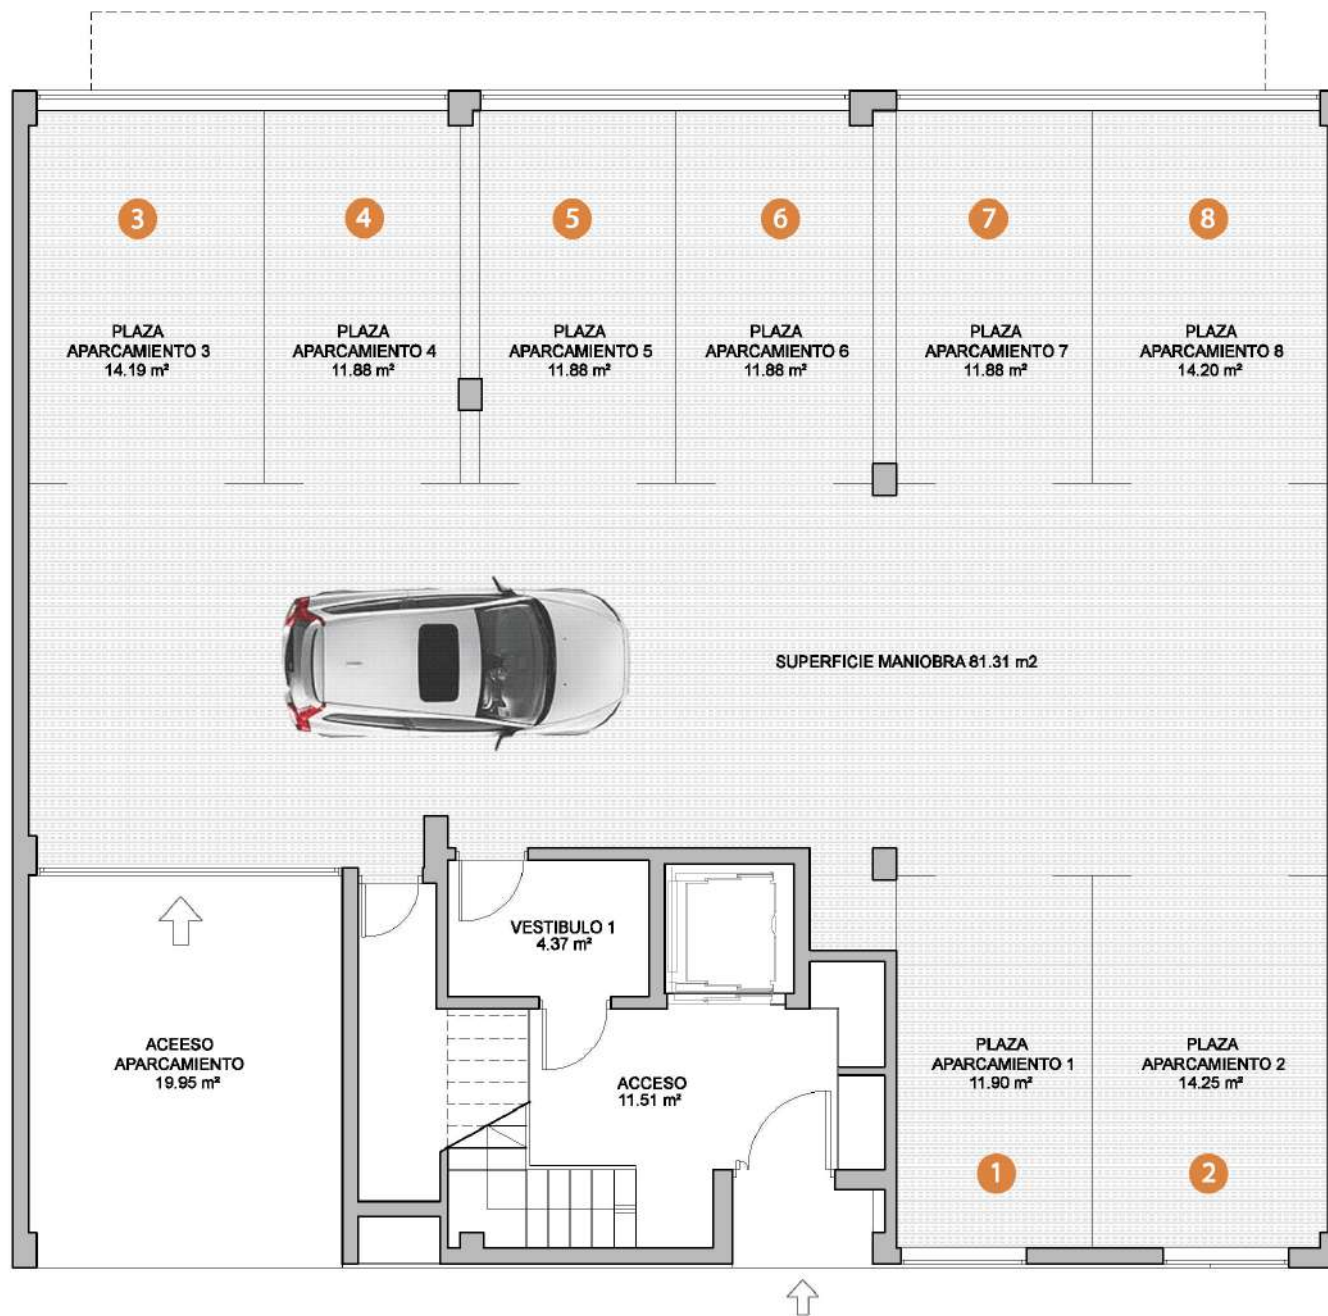 3
4
5
6
7
8
PLAZA
APARCAMIENTO 3
14.19 m²
PLAZA
APARCAMIENTO 4
11.88 m²
PLAZA
APARCAMIENTO 5
11.88 m²
PLAZA
APARCAMIENTO 6
11.88 m²
PLAZA
APARCAMIENTO 7
11.88 m²
PLAZA
APARCAMIENTO 8
14.20 m²
SUPERFICIE MANIOBRA 81.31 m2
VESTIBULO 1
4.37 m²
ACEESO
APARCAMIENTO
19.95 m²
ACCESO
11.51 m²
PLAZA
APARCAMIENTO 1
11.90 m²
PLAZA
APARCAMIENTO 2
14.25 m²
1
2